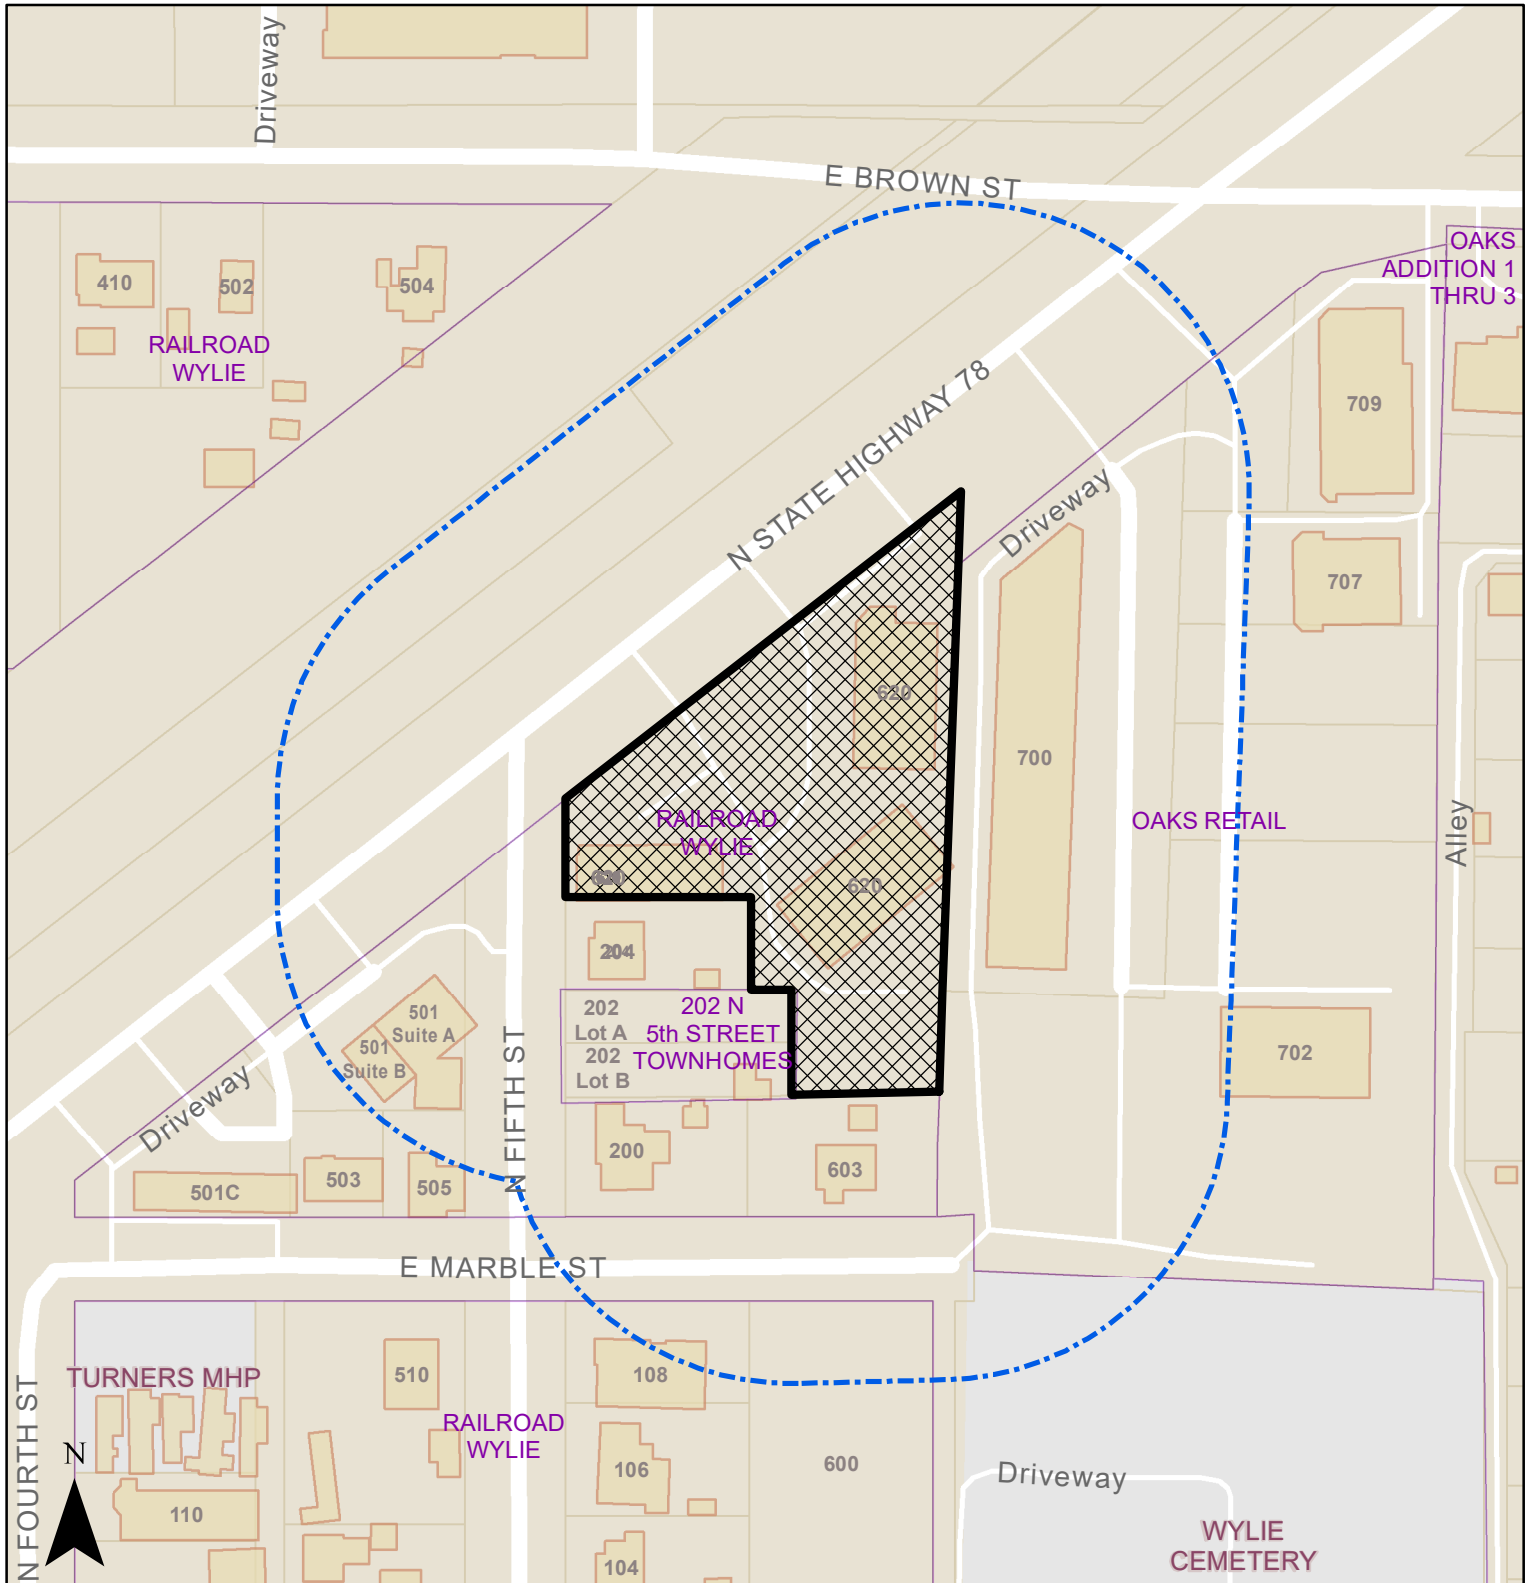 Driveway
E BROWN ST
OAKS
ADDITION 1
THRU 3
410
502
504
RAILROAD
WYLIE
N STATE HIGHWAY 78
709
Driveway
707
620
700
RAILROAD
WYLIE
OAKS RETAIL
Alley
620
204
202
Lot A
202
Lot B
202 N
5th STREET
TOWNHOMES
501
Suite A
501
Suite B
702
N FIFTH ST
Driveway
200
603
501C
503
505
E MARBLE ST
TURNERS MHP
510
108
RAILROAD
WYLIE
N FOURTH ST
N
106
600
Driveway
110
WYLIE
CEMETERY
104